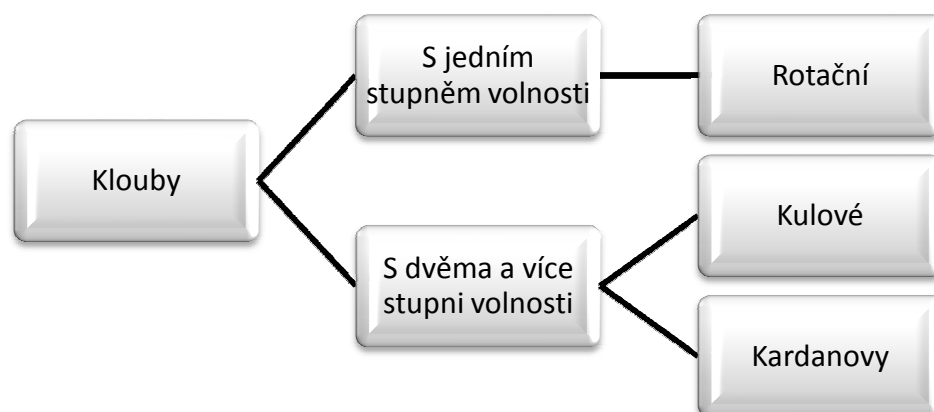 Klouby
S jedním
stupněm volnosti
Rotační
S dvěma a více
stupni volnosti
Kulové
Kardanovy